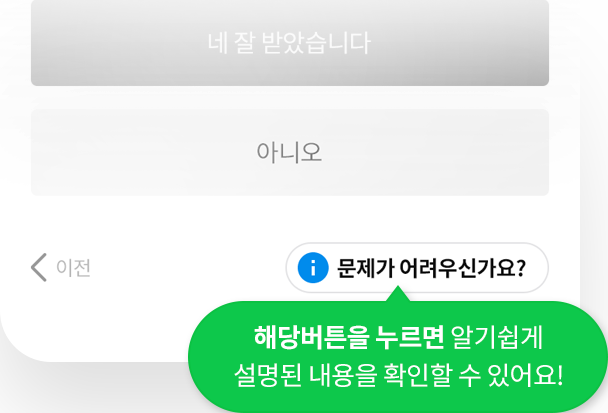 네 잘 받았습니다
아니오
이전
문제가 어려우신가요?
해당버튼을 누르면 알기쉽게
설명된 내용을 확인할 수 있어요!